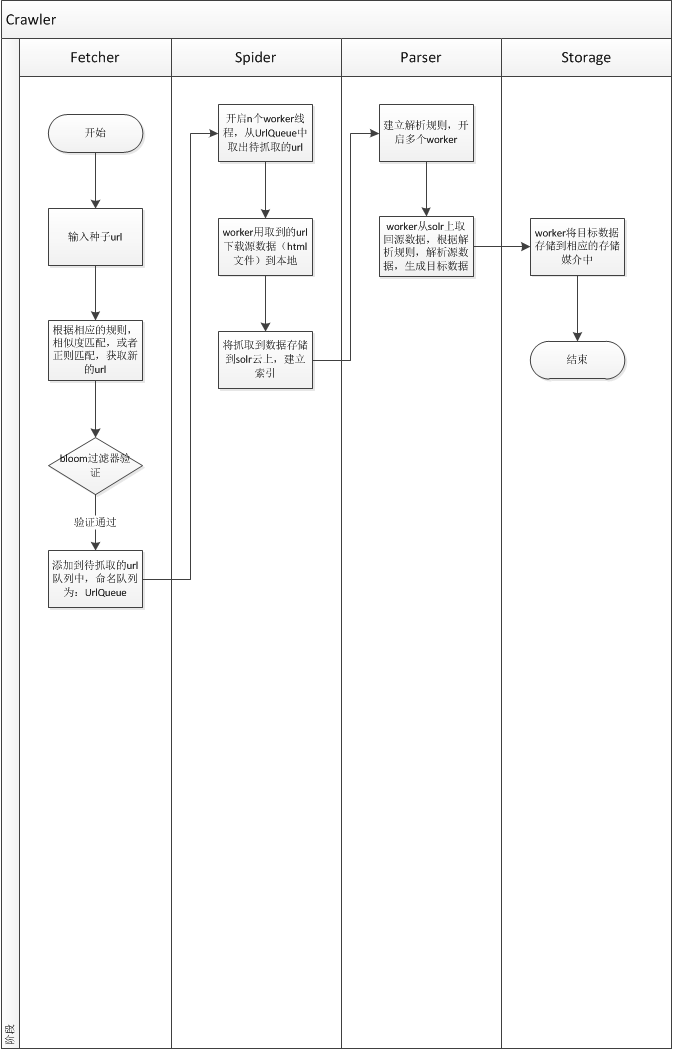 Crawler
Fetcher
Spider
Parser
Storage
开始
输入种子url
根据相应的规则，
相似度匹配，或者
正则匹配，获取新
的url
bloom过滤器验
证
验证通过
添加到待抓取的url
队列中，命名队列
为：UrlQueue
开启n个worker线
程，从UrlQueue中
取出待抓取的url
worker用取到的url
下载源数据（html
文件）到本地
将抓取到数据存储
到solr云上，建立
索引
建立解析规则，开
启多个worker
worker从solr上取
回源数据，根据解
析规则，解析源数
据，生成目标数据
worker将目标数据
存储到相应的存储
媒介中
结束
阶段